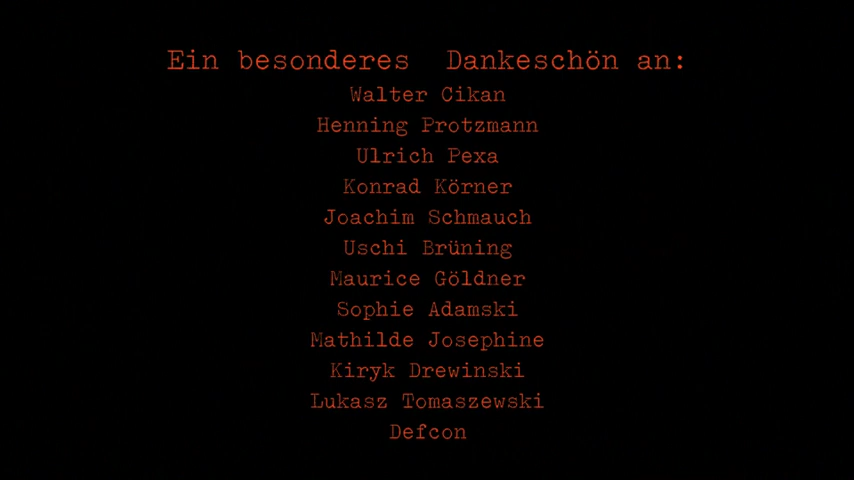 Ein besonderes Dankeschön an:
Walter Cikan
Henning Protzmann
Ulrich Pexa
Konrad Körner
Joachim Schmauch
Uschi Brüning
Maurice Göldner
Sophie Adamski
Mathilde Josephine
Kiryk Drewinski
Lukasz Tomaszewski
Defcon